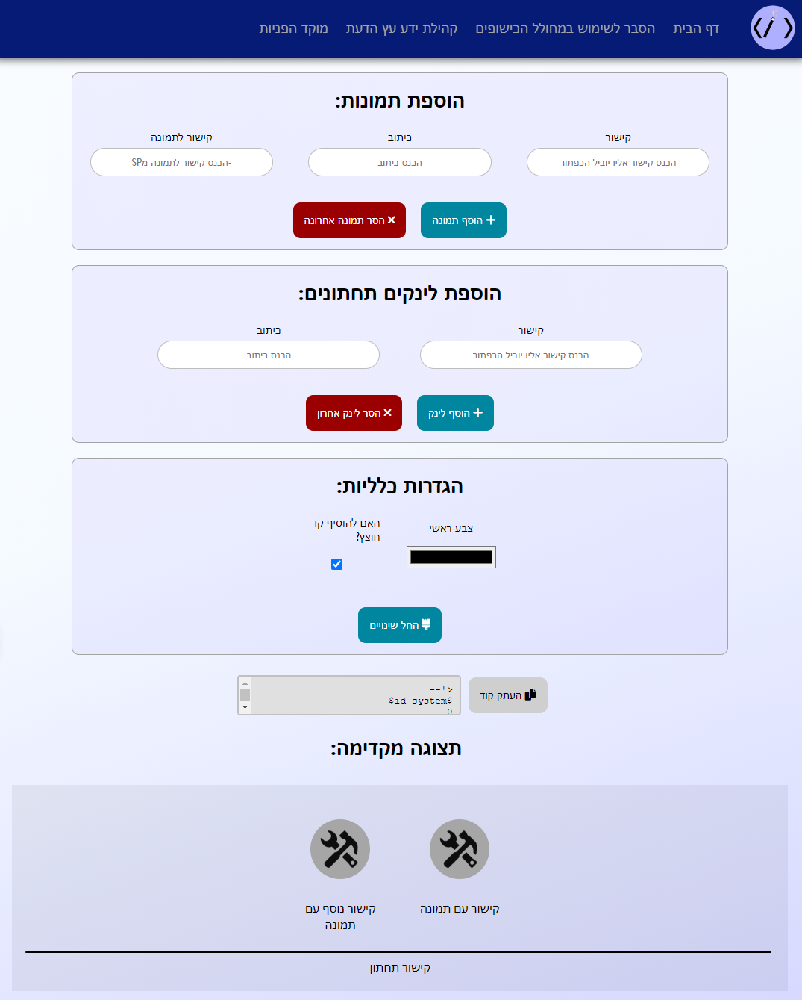 דף הבית
הסבר לשימוש במחולל הכישופים
קהילת ידע עץ הדעת
מוקד הפניות
הוספת תמונות:
קישור
כיתוב
קישור לתמונה
הכנס קישור אליו יוביל הכפתור
הכנס כיתוב
הכנס קישור לתמונה מSP-
הוסף תמונה
הסר תמונה אחרונה
הוספת לינקים תחתונים:
קישור
כיתוב
הכנס קישור אליו יוביל הכפתור
הכנס כיתוב
הוסף לינק
הסר לינק אחרון
הגדרות כלליות:
צבע ראשי
האם להוסיף קו
חוצץ?
החל שינויים
העתק קוד
<!--
$id_system$
0
תצוגה מקדימה:
קישור עם תמונה
קישור נוסף עם
תמונה
קישור תחתון